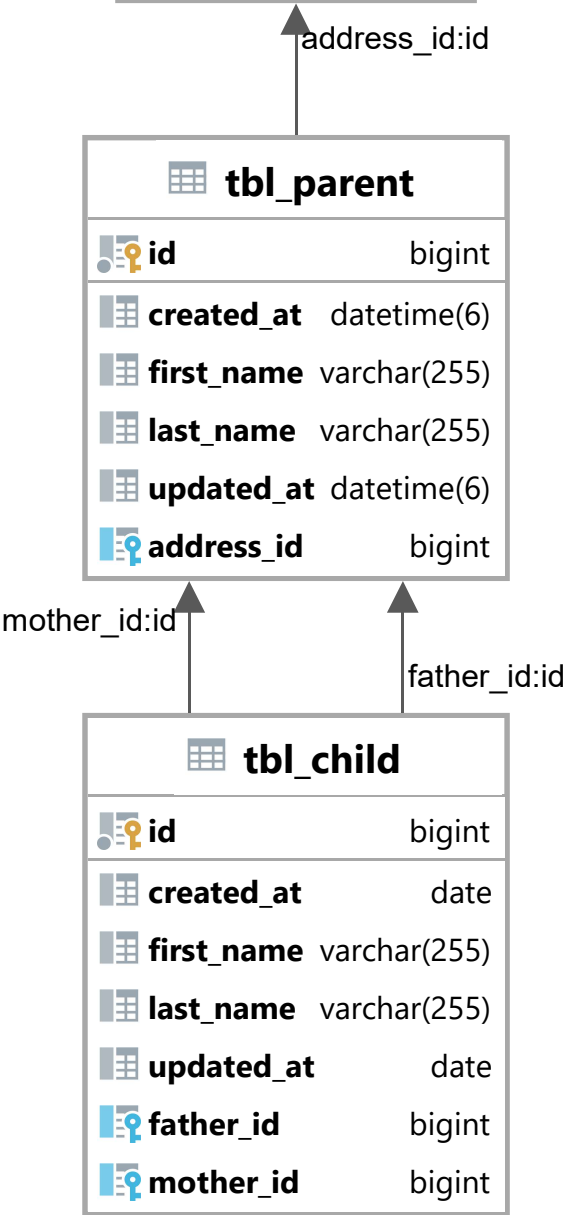 address_id:id
tbl_parent
id bigint
created_at datetime(6)
first_name varchar(255)
last_name varchar(255)
updated_at datetime(6)
address_id bigint
mother_id:id
father_id:id
tbl_child
id bigint
created_at date
first_name varchar(255)
last_name varchar(255)
updated_at date
father_id bigint
mother_id bigint